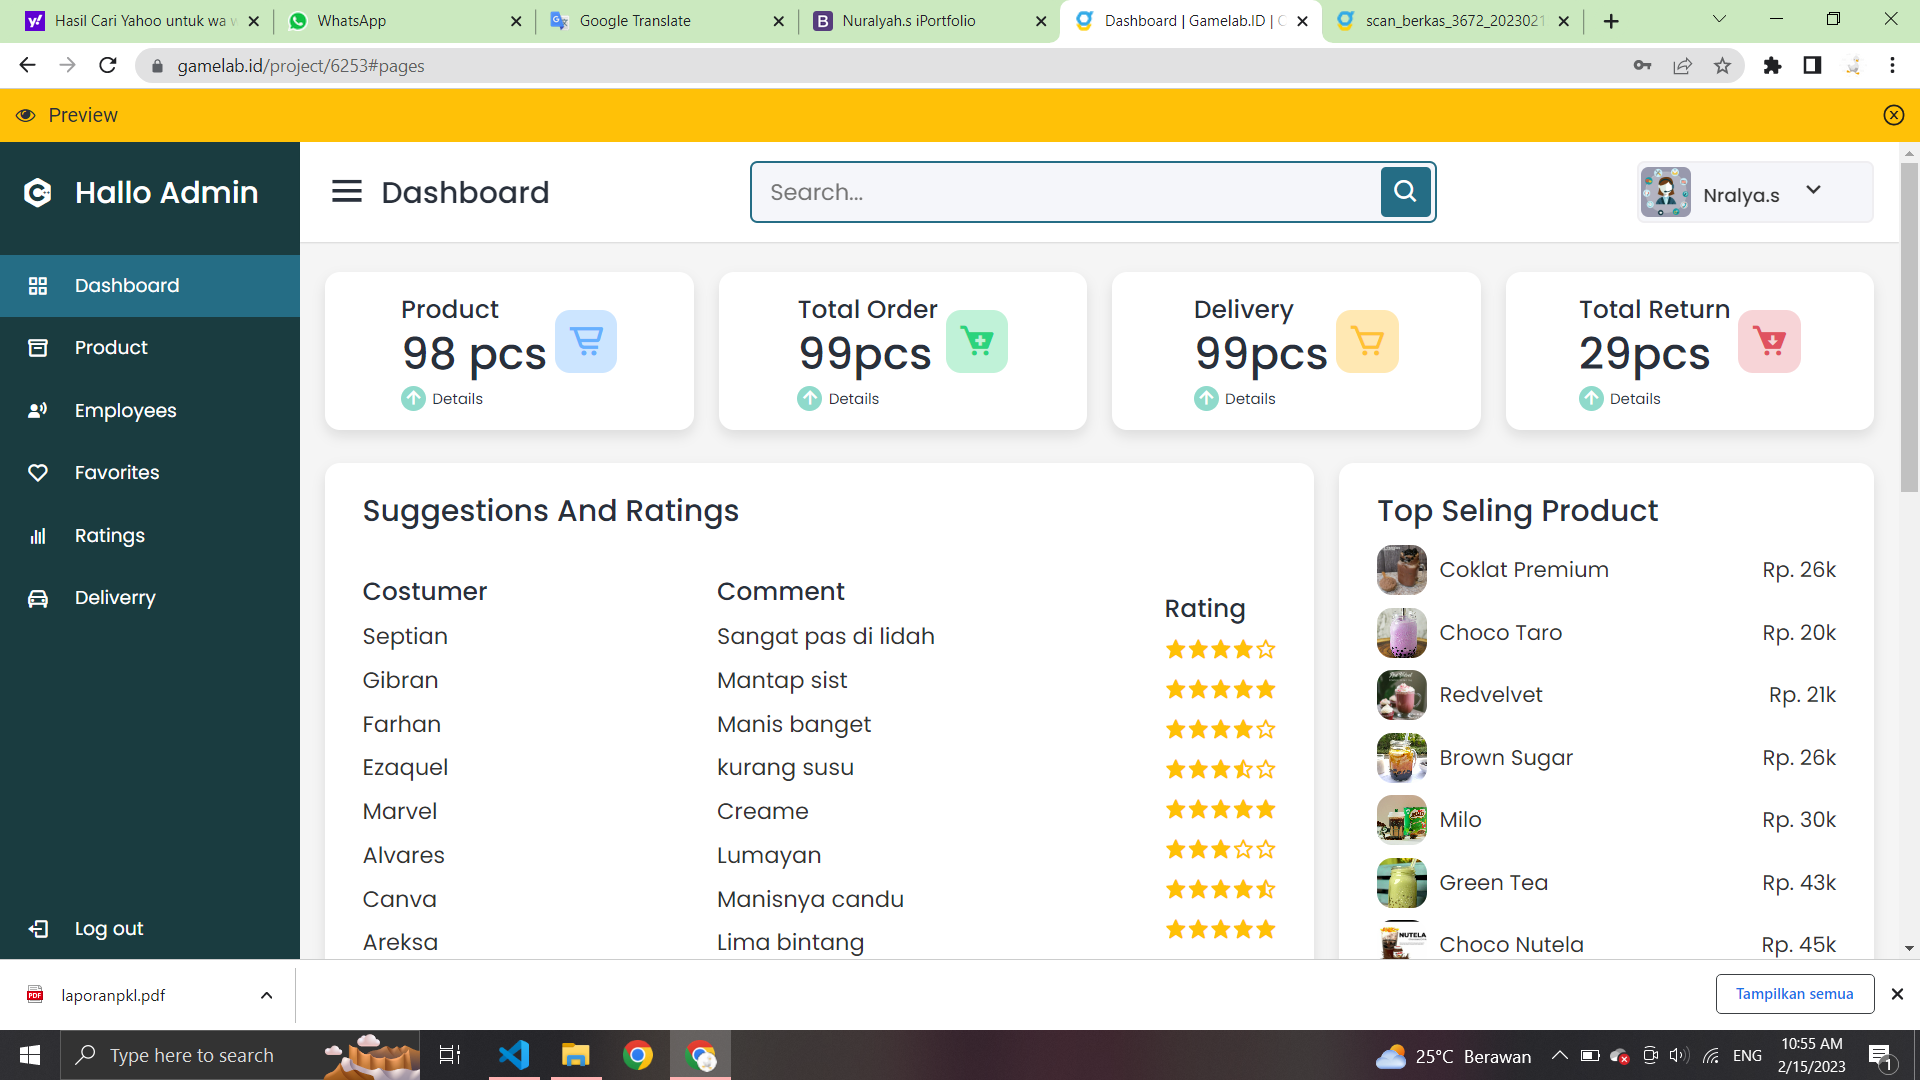 Hasil Cari Yahoo untuk wa w
WhatsApp
Google Translate
Nuralyah.s iPortfolio
Dashboard | Gamelab.ID | C
scan_berkas_3672_2023021
gamelab.id/project/6253#pages
Preview
Hallo Admin
Dashboard
Search...
Nralya.s
Dashboard
Product
Employees
Favorites
Ratings
Deliverry
Log out
Product
98 pcs
Details
Total Order
99pcs
Details
Delivery
99pcs
Details
Total Return
29pcs
Details
Suggestions And Ratings
Costumer Comment Rating
Septian Sangat pas di lidah
Gibran Mantap sist
Farhan Manis banget
Ezaquel kurang susu
Marvel Creame
Alvares Lumayan
Canva Manisnya candu
Areksa Lima bintang
Top Seling Product
Coklat Premium Rp. 26k
Choco Taro Rp. 20k
Redvelvet Rp. 21k
Brown Sugar Rp. 26k
Milo Rp. 30k
Green Tea Rp. 43k
NUTELA
Choco Nutela Rp. 45k
PDF
laporanpkl.pdf
Tampilkan semua
Type here to search
25°C Berawan
ENG
10:55 AM
2/15/2023
1